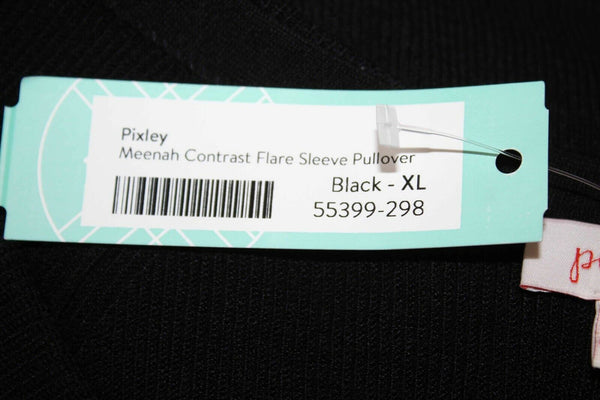 Pixley
Meenah Contrast Flare Sleeve Pullover
Black - XL
55399-298